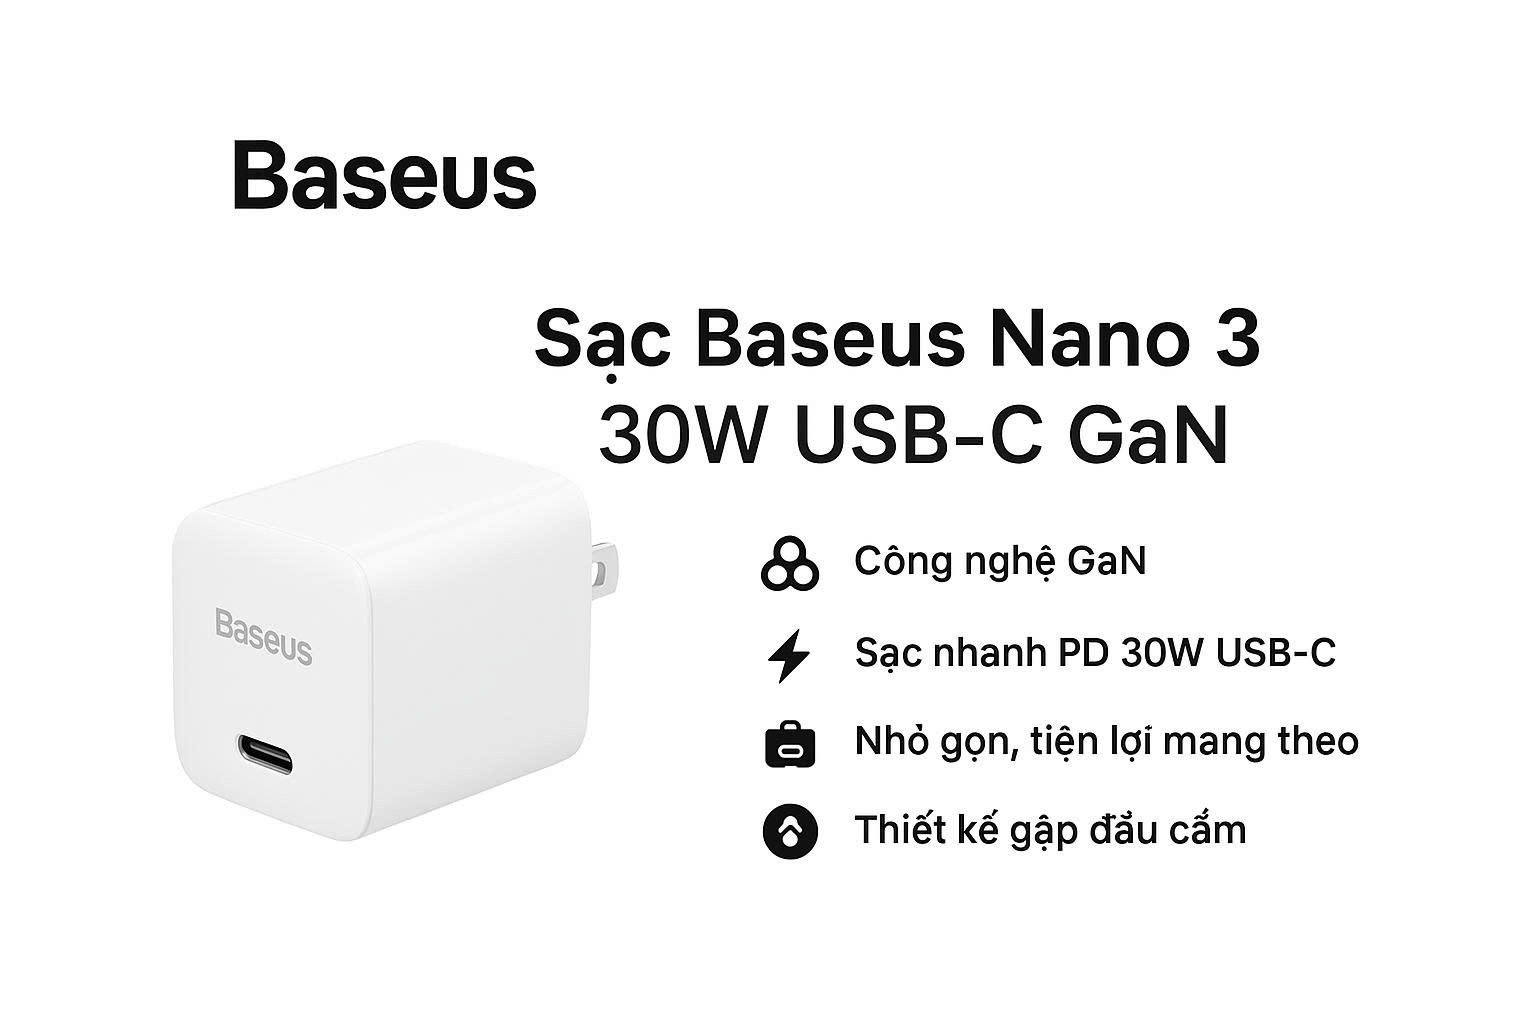 Baseus
Sạc Baseus Nano 3
30W USB-C GaN
Baseus
Công nghệ GaN
Sạc nhanh PD 30W USB-C
Nhỏ gọn, tiện lợi mang theo
Thiết kế gập đẩu cắm